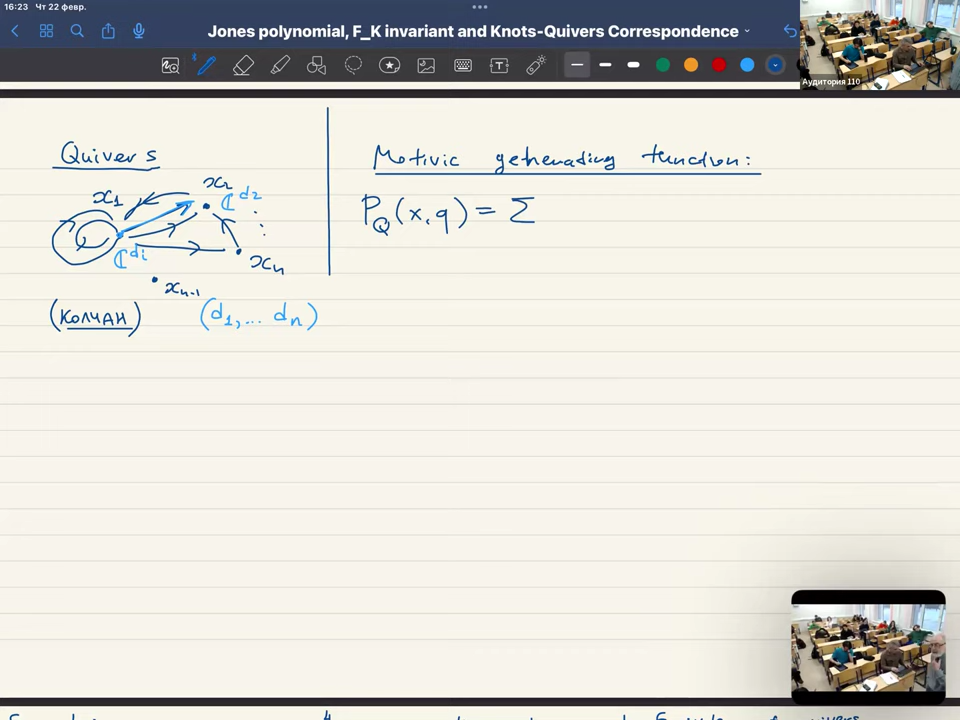 16:23 Чт 22 февр.
Jones polynomial, F_K invariant and Knots-Quivers Correspondence
Аудитория 110
Quivers
Motivic generating function:
x₁
x₂
ℂ^d₂
P_Q(x,q) = Σ
ℂ^d₁
xₙ
xₙ₋₁
(колчан)
(d₁,... dₙ)